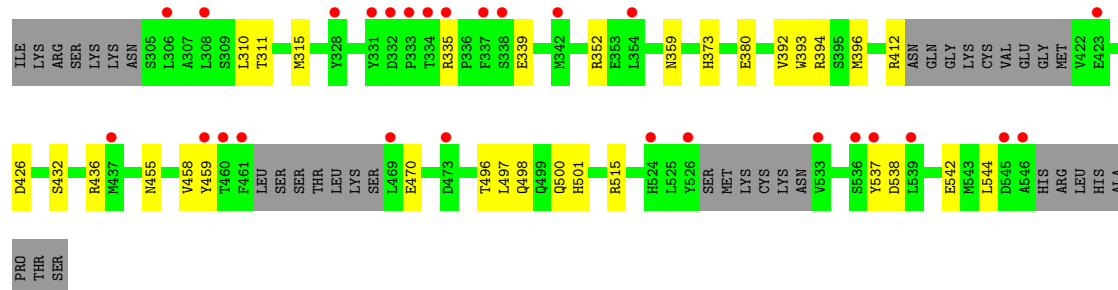 ILE LYS ARG SER LYS LYS ASN S305 L306 A307 L308 S309 L310 T311 M315 Y328 Y331 D332 P333 T334 R335 P336 F337 S338 E339 M342 R352 E353 L354 N359 H373 E380 V392 W393 R394 S395 M396 R412 ASN GLN GLY LYS CYS VAL GLU GLY MET V422 E423
D426 S432 R436 M437 N455 V458 Y459 T460 F461 LEU SER SER THR LEU LYS SER L469 E470 D473 T496 L497 Q498 Q499 Q500 H501 R515 H524 L525 Y526 SER MET LYS CYS LYS ASN V533 S536 Y537 D538 L539 E542 M543 L544 D545 A546 HIS ARG LEU HIS ALA
PRO THR SER